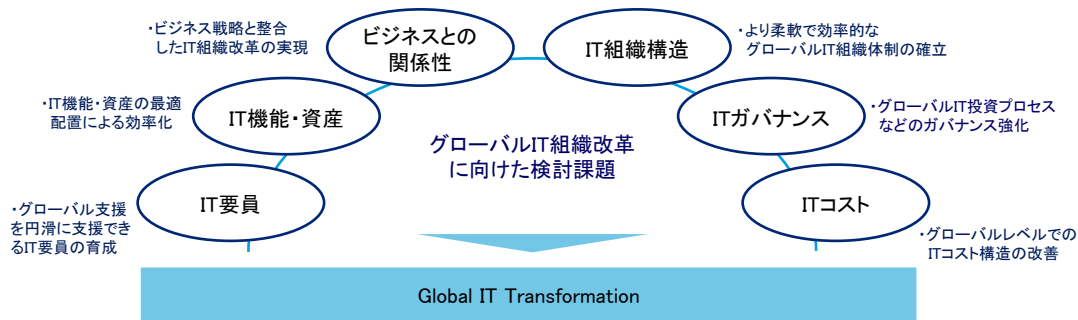 ・ビジネス戦略と整合
したIT組織改革の実現
ビジネスとの
関係性
IT組織構造
・より柔軟で効率的な
グローバルIT組織体制の確立
・IT機能・資産の最適
配置による効率化
IT機能・資産
ITガバナンス
・グローバルIT投資プロセス
などのガバナンス強化
グローバルIT組織改革
に向けた検討課題
・グローバル支援
を円滑に支援でき
るIT要員の育成
IT要員
ITコスト
・グローバルレベルでの
ITコスト構造の改善
Global IT Transformation